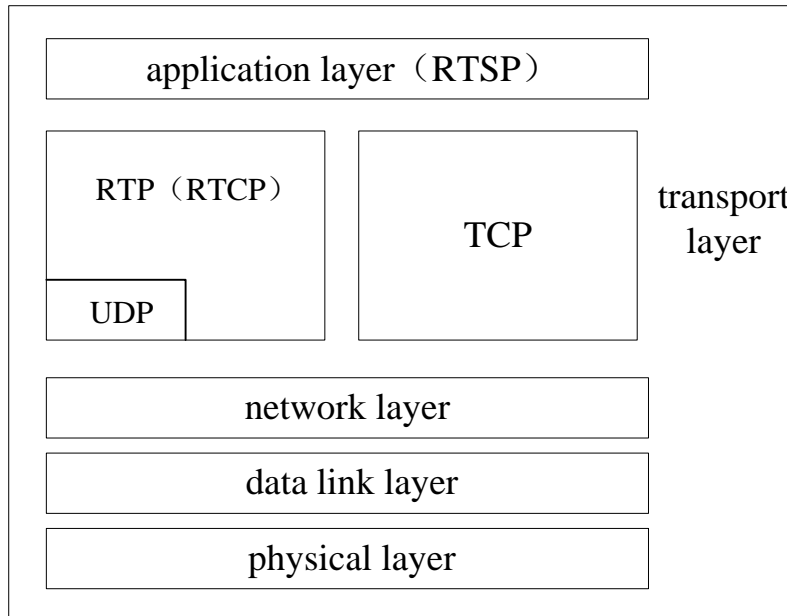 application layer（RTSP）
RTP（RTCP）
UDP
TCP
transport
layer
network layer
data link layer
physical layer